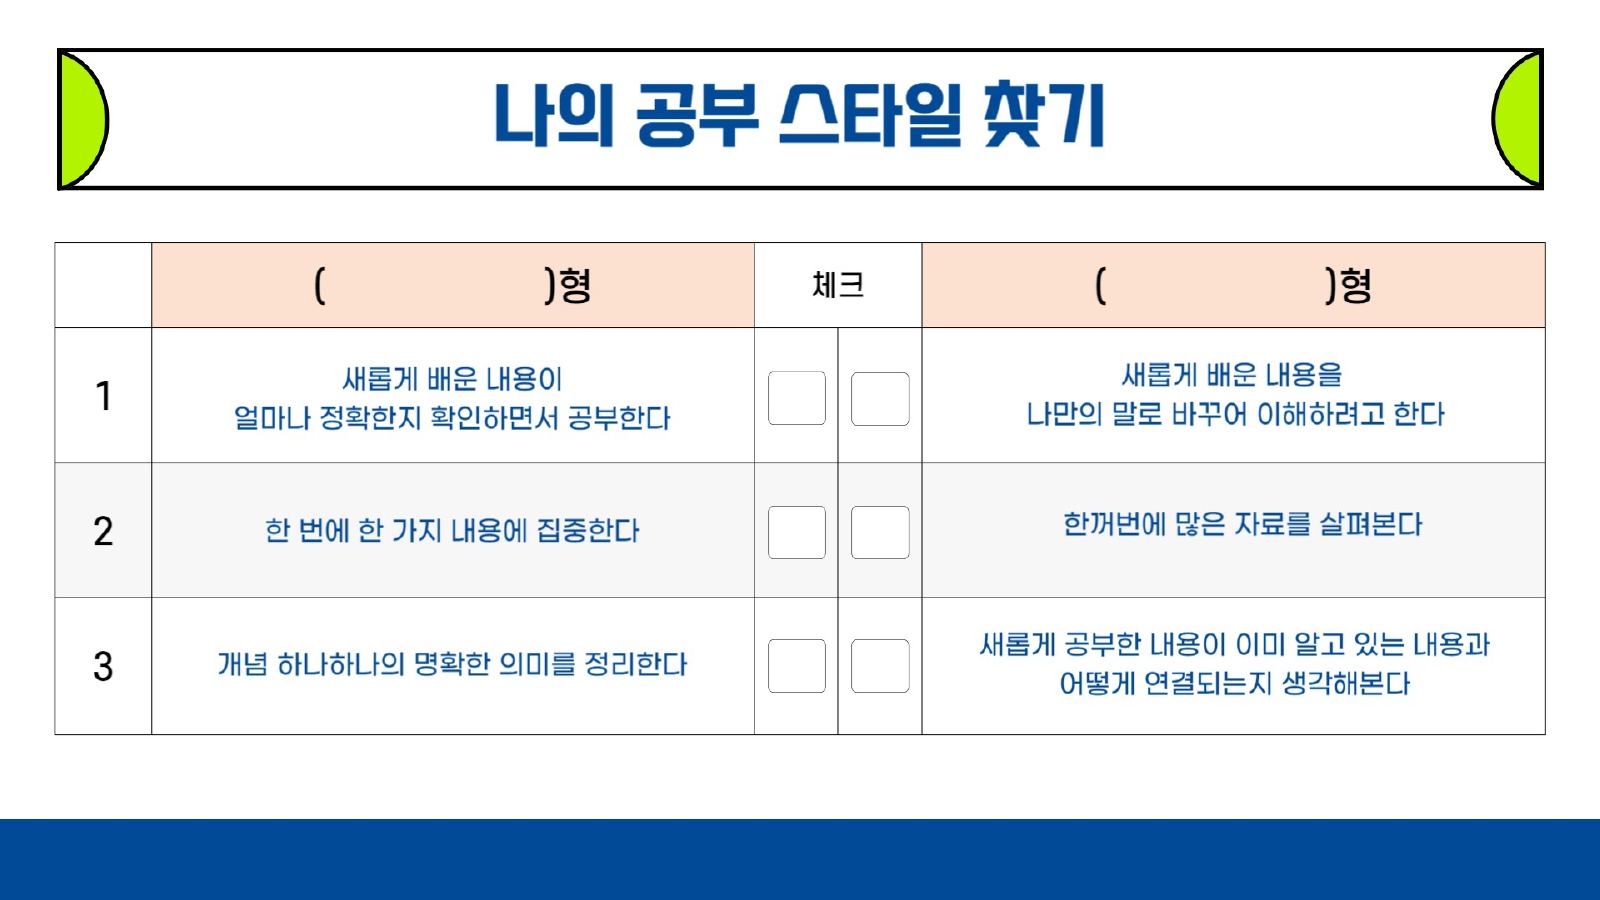 나의 공부 스타일 찾기
( )형 체크 ( )형
1
새롭게 배운 내용이
얼마나 정확한지 확인하면서 공부한다
새롭게 배운 내용을
나만의 말로 바꾸어 이해하려고 한다
2
한 번에 한 가지 내용에 집중한다
한꺼번에 많은 자료를 살펴본다
3
개념 하나하나의 명확한 의미를 정리한다
새롭게 공부한 내용이 이미 알고 있는 내용과
어떻게 연결되는지 생각해본다